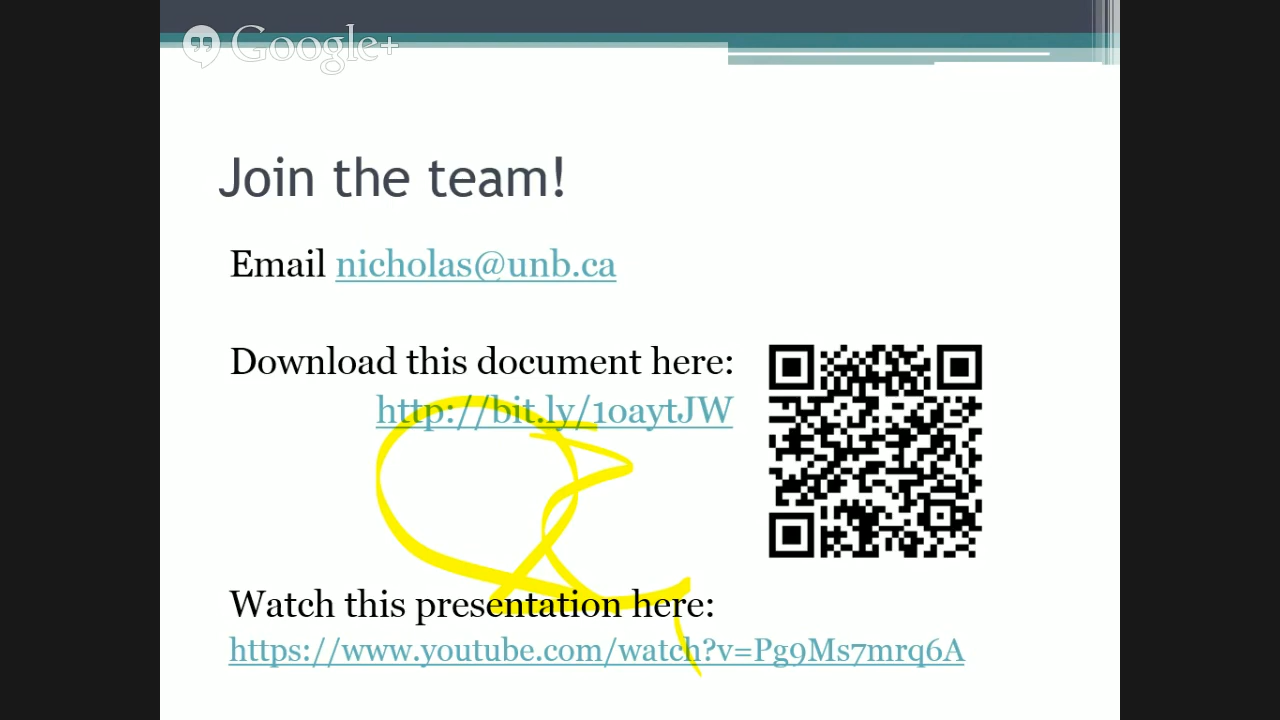 Google+
Join the team!
Email nicholas@unb.ca
Download this document here:
http://bit.ly/1oaytJW
Watch this presentation here:
https://www.youtube.com/watch?v=Pg9Ms7mrq6A